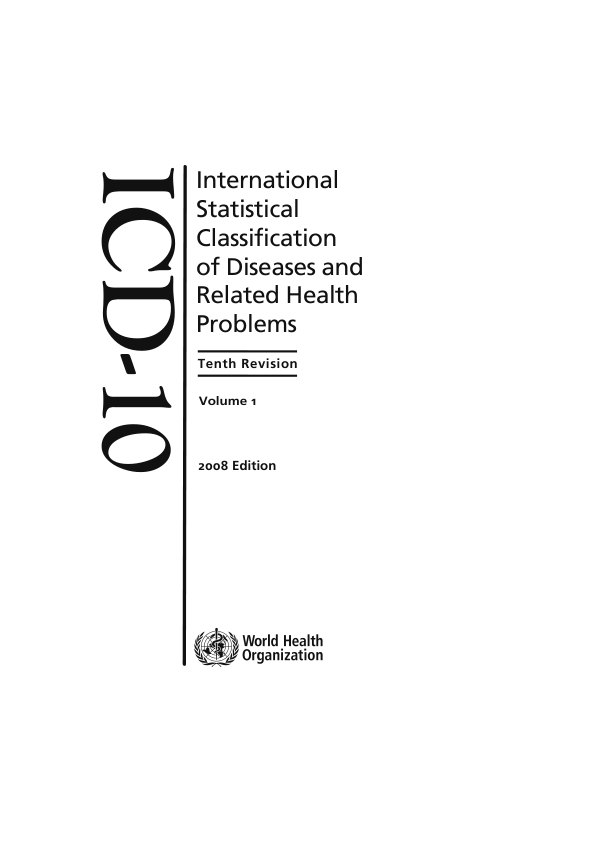 ICD-10
International
Statistical
Classification
of Diseases and
Related Health
Problems
Tenth Revision
Volume 1
2008 Edition
World Health
Organization